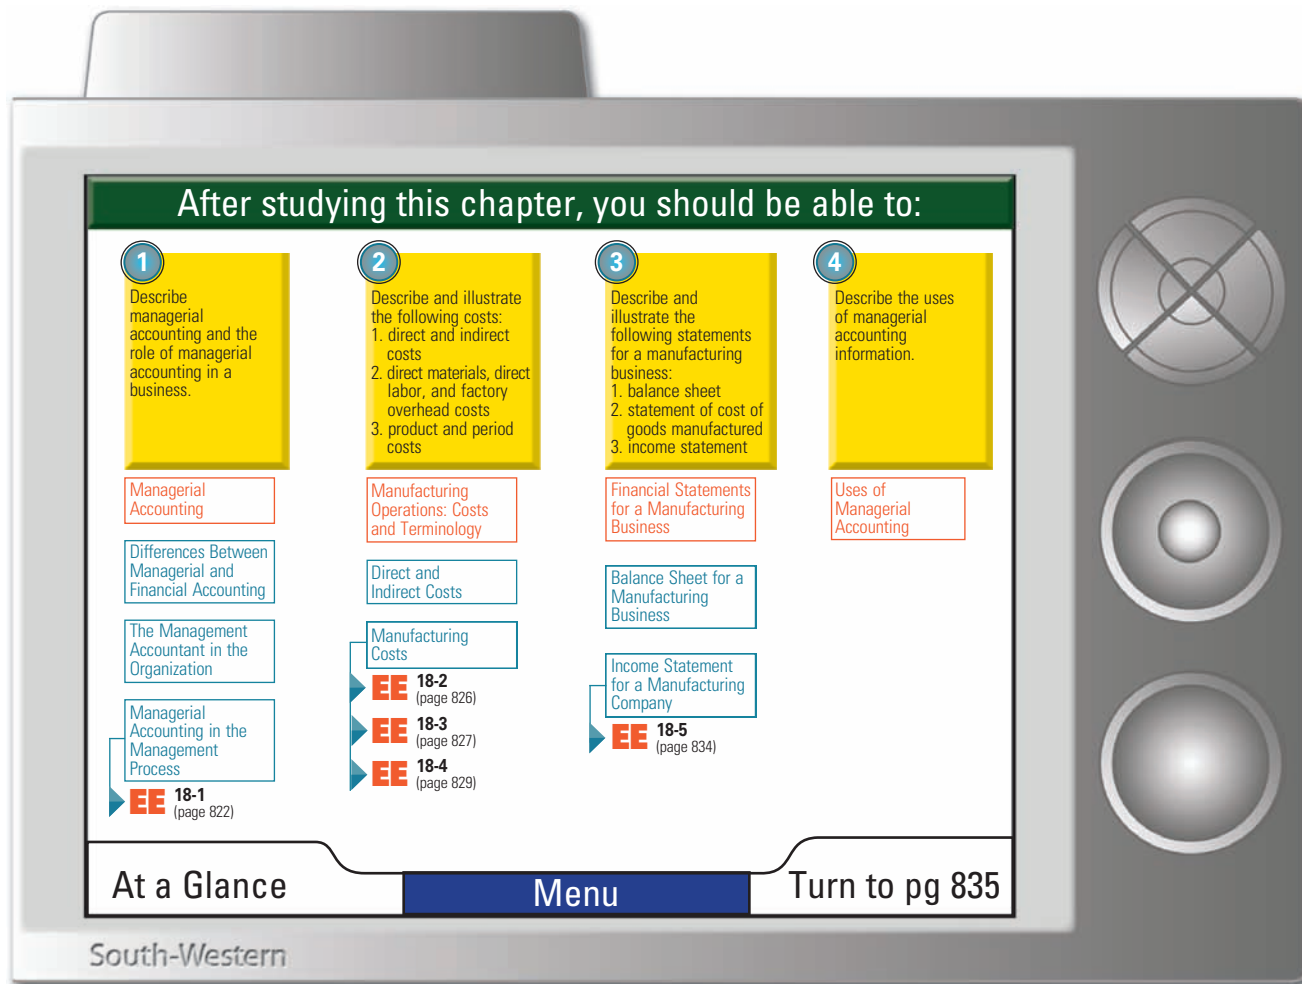 After studying this chapter, you should be able to:
1
Describe
managerial
accounting and the
role of managerial
accounting in a
business.
Managerial
Accounting
Differences Between
Managerial and
Financial Accounting
The Management
Accountant in the
Organization
Managerial
Accounting in the
Management
Process
EE 18-1
(page 822)
2
Describe and illustrate
the following costs:
1. direct and indirect
costs
2. direct materials, direct
labor, and factory
overhead costs
3. product and period
costs
Manufacturing
Operations: Costs
and Terminology
Direct and
Indirect Costs
Manufacturing
Costs
EE 18-2
(page 826)
EE 18-3
(page 827)
EE 18-4
(page 829)
3
Describe and
illustrate the
following statements
for a manufacturing
business:
1. balance sheet
2. statement of cost of
goods manufactured
3. income statement
Financial Statements
for a Manufacturing
Business
Balance Sheet for a
Manufacturing
Business
Income Statement
for a Manufacturing
Company
EE 18-5
(page 834)
4
Describe the uses
of managerial
accounting
information.
Uses of
Managerial
Accounting
At a Glance
Menu
Turn to pg 835
South-Western